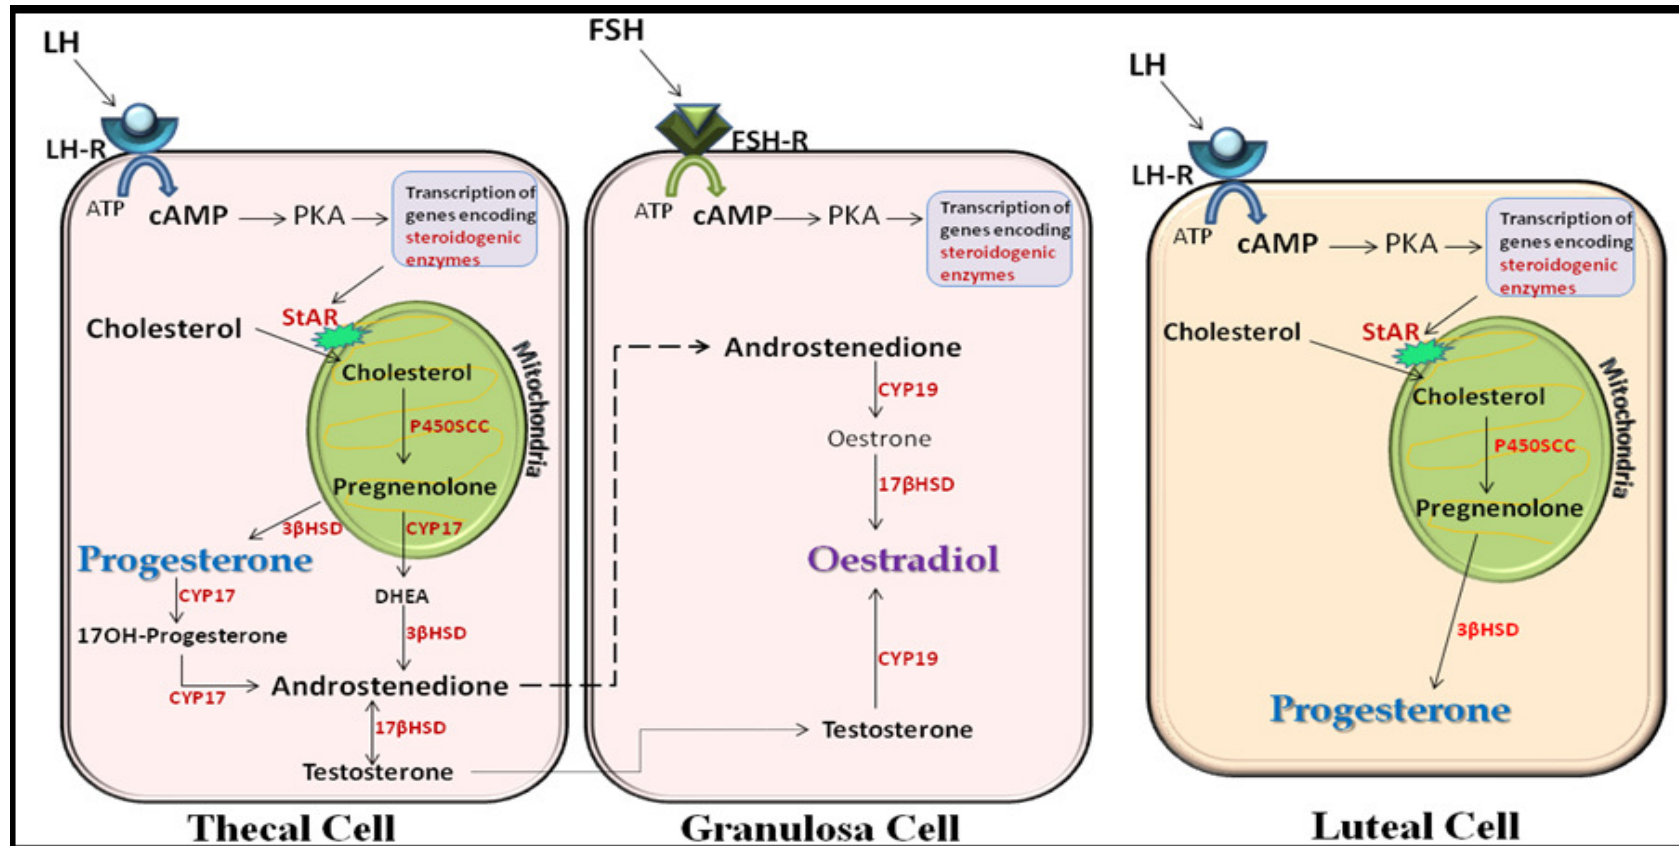 LH
LH-R
ATP
cAMP
PKA
Transcription of
genes encoding
steroidogenic
enzymes
Cholesterol
StAR
Mitochondria
Cholesterol
P450SCC
Pregnenolone
3βHSD
CYP17
Progesterone
CYP17
DHEA
17OH-Progesterone
3βHSD
CYP17
Androstenedione
17βHSD
Testosterone
Thecal Cell
FSH
FSH-R
ATP
cAMP
PKA
Transcription of
genes encoding
steroidogenic
enzymes
Androstenedione
CYP19
Oestrone
17βHSD
Oestradiol
CYP19
Testosterone
Granulosa Cell
LH
LH-R
ATP
cAMP
PKA
Transcription of
genes encoding
steroidogenic
enzymes
Cholesterol
StAR
Mitochondria
Cholesterol
P450SCC
Pregnenolone
3βHSD
Progesterone
Luteal Cell